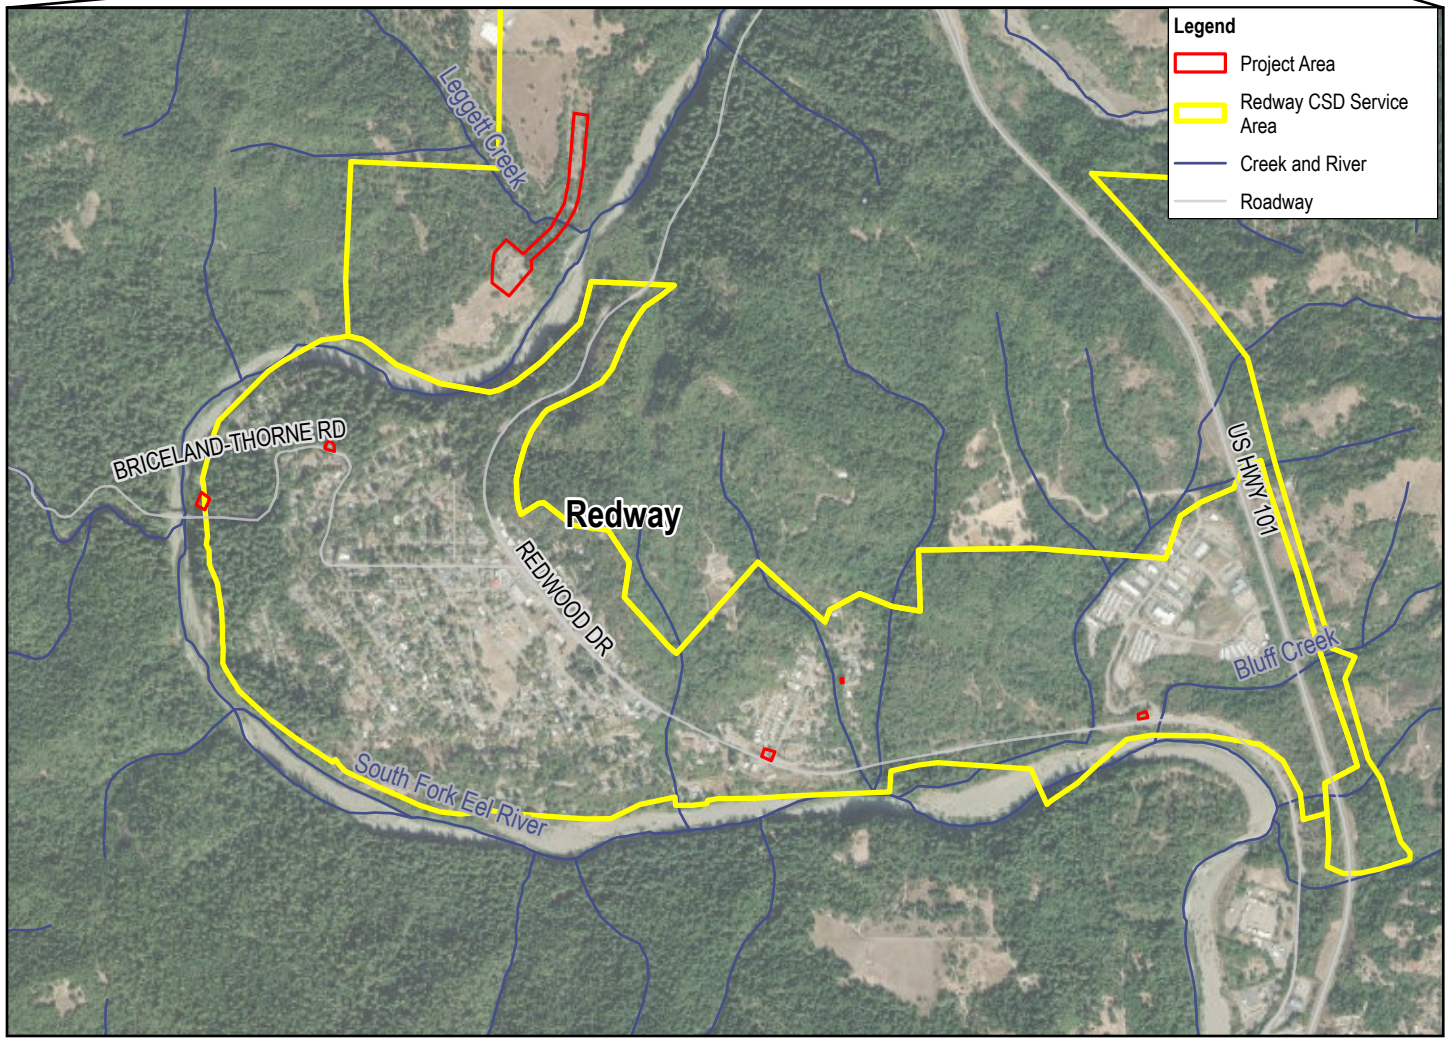 Legend
Project Area
Redway CSD Service
Area
Creek and River
Roadway
Leggett Creek
BRICELAND-THORNE RD
US HWY 101
Redway
REDWOOD DR
Bluff Creek
South Fork Eel River